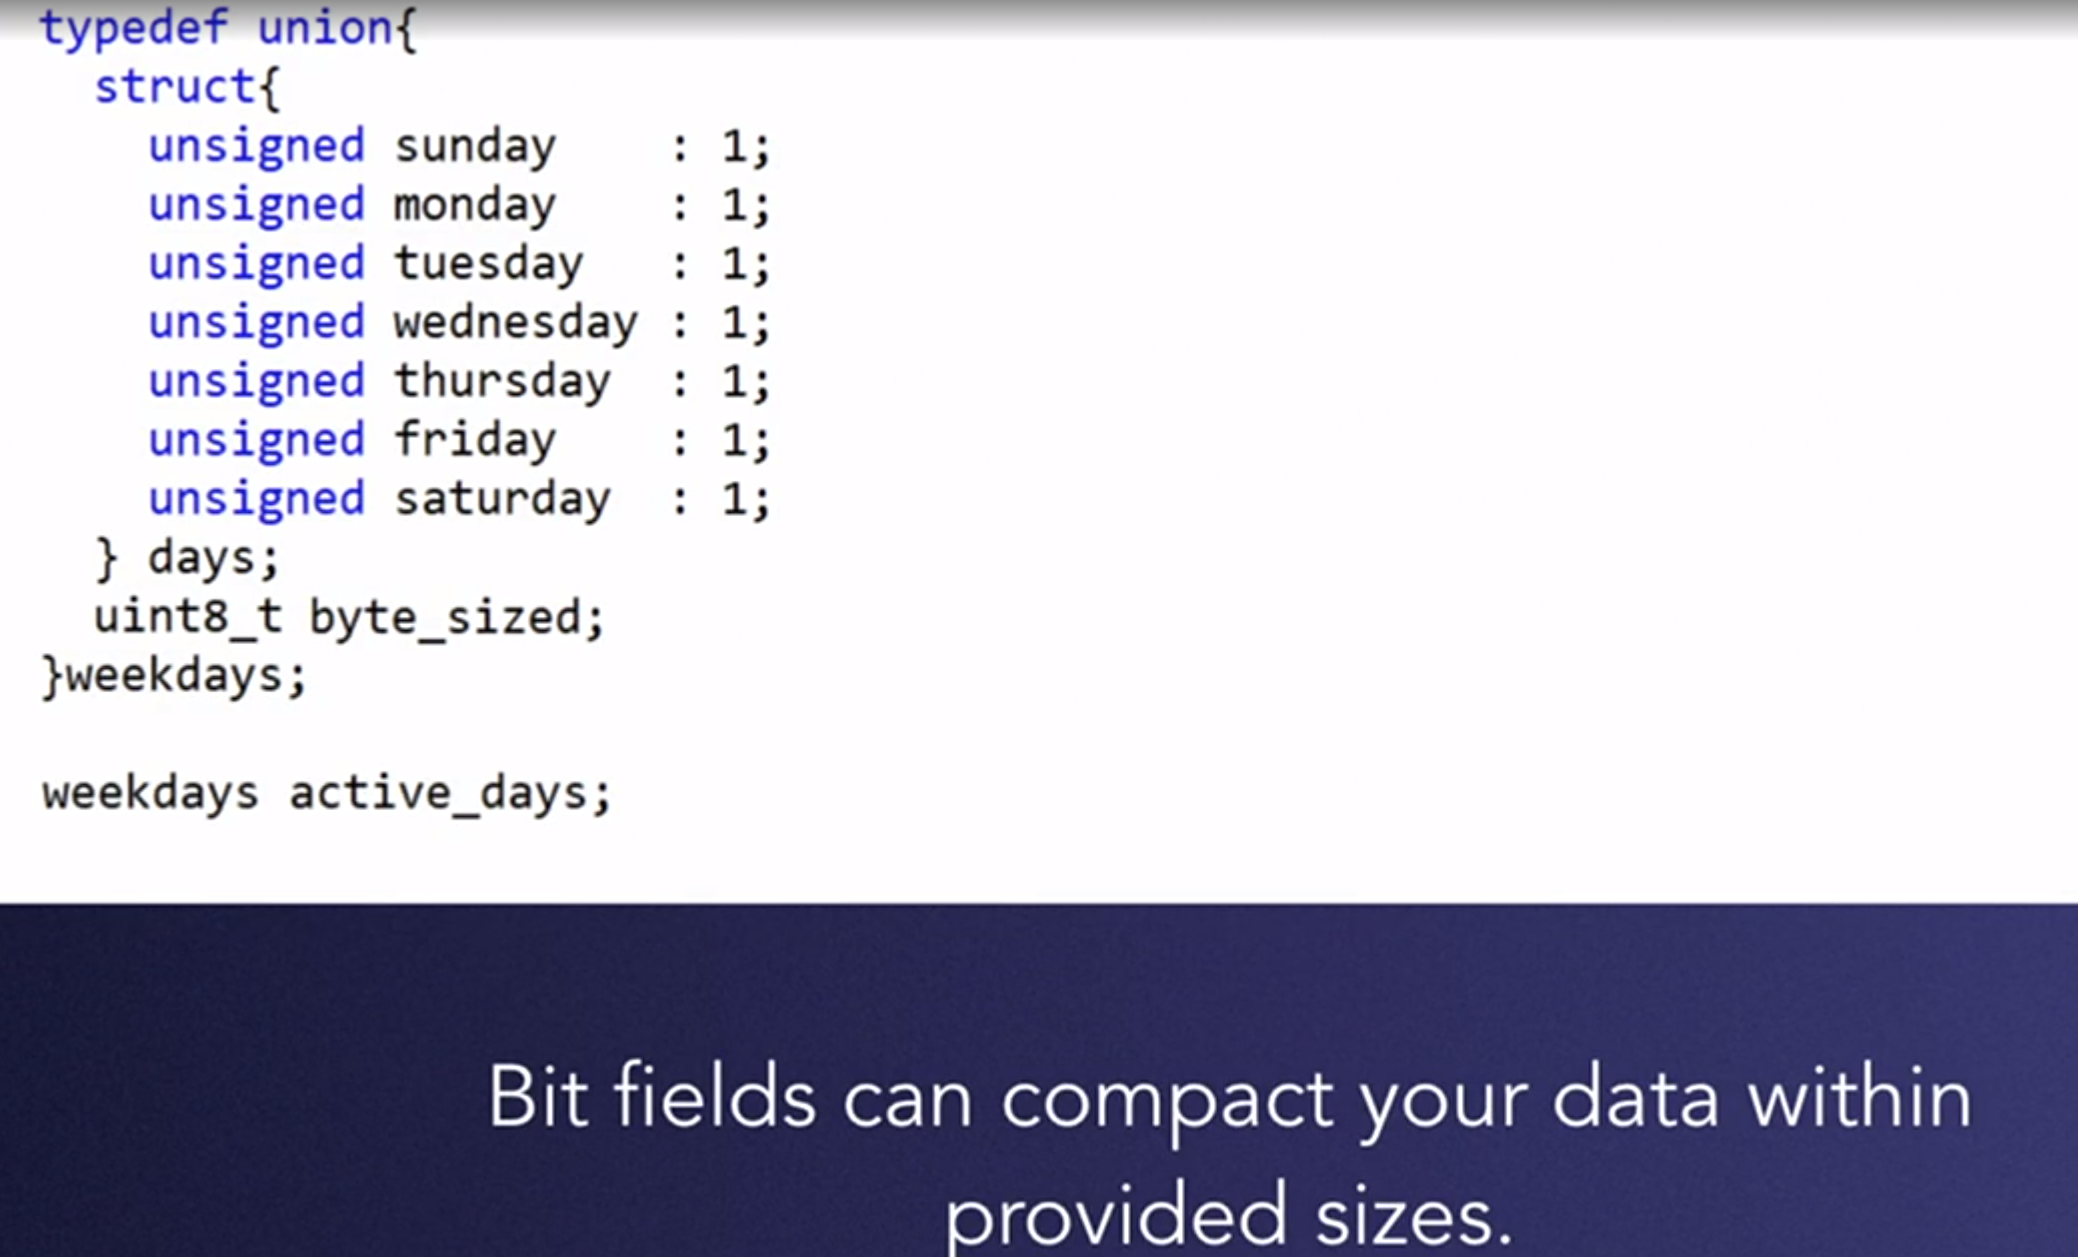 typedef union{
struct{
unsigned sunday : 1;
unsigned monday : 1;
unsigned tuesday : 1;
unsigned wednesday : 1;
unsigned thursday : 1;
unsigned friday : 1;
unsigned saturday : 1;
} days;
uint8_t byte_sized;
}weekdays;
weekdays active_days;
Bit fields can compact your data within
provided sizes.